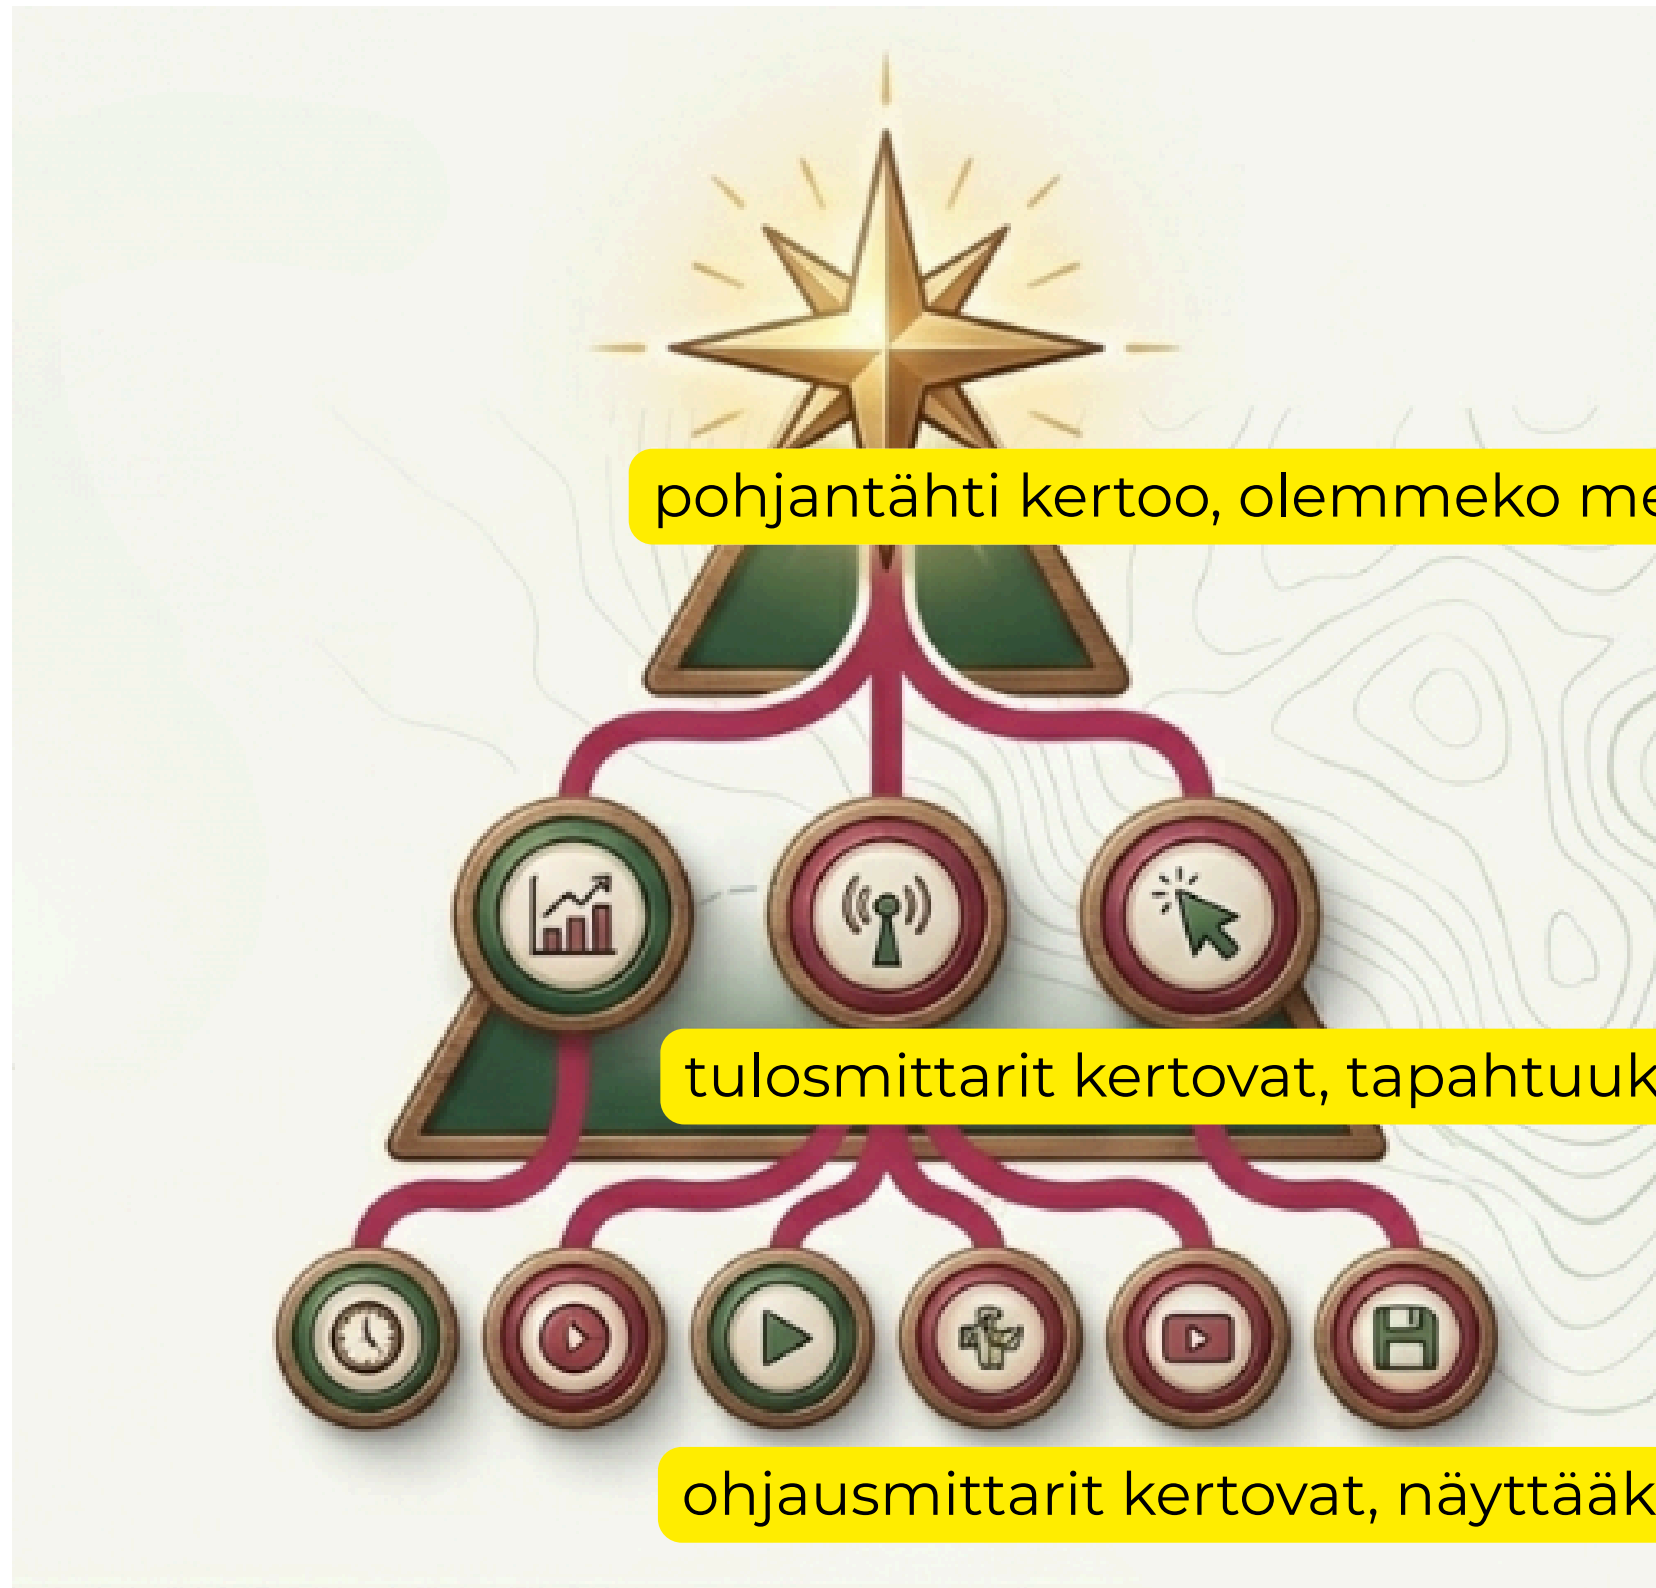 pohjantähti kertoo, olemmeko me
tulosmittarit kertovat, tapahtuuk
ohjausmittarit kertovat, näyttääk